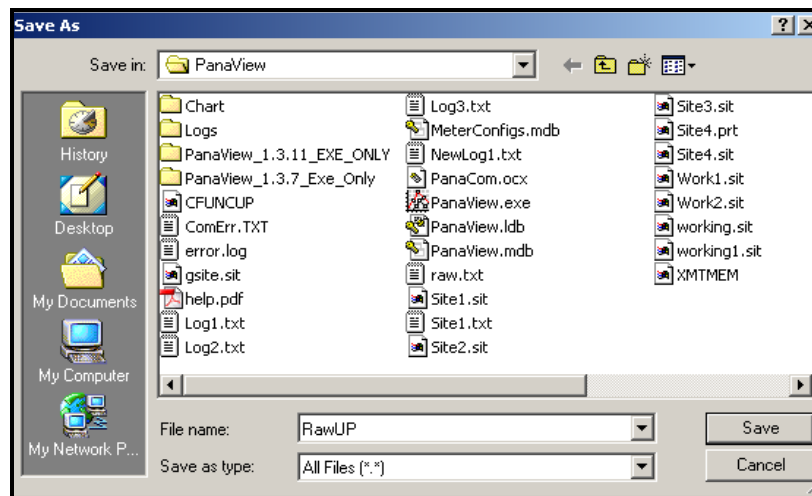 Save As
Save in: PanaView
History
Desktop
My Documents
My Computer
My Network P...
Chart
Logs
PanaView_1.3.11_EXE_ONLY
PanaView_1.3.7_Exe_Only
CFUNCUP
ComErr.TXT
error.log
gsite.sit
help.pdf
Log1.txt
Log2.txt
Log3.txt
MeterConfigs.mdb
NewLog1.txt
PanaCom.ocx
PanaView.exe
PanaView.ldb
PanaView.mdb
raw.txt
Site1.sit
Site1.txt
Site2.sit
Site3.sit
Site4.prt
Site4.sit
Work1.sit
Work2.sit
working.sit
working1.sit
XMTMEM
File name: RawUP Save
Save as type: All Files (*.*) Cancel